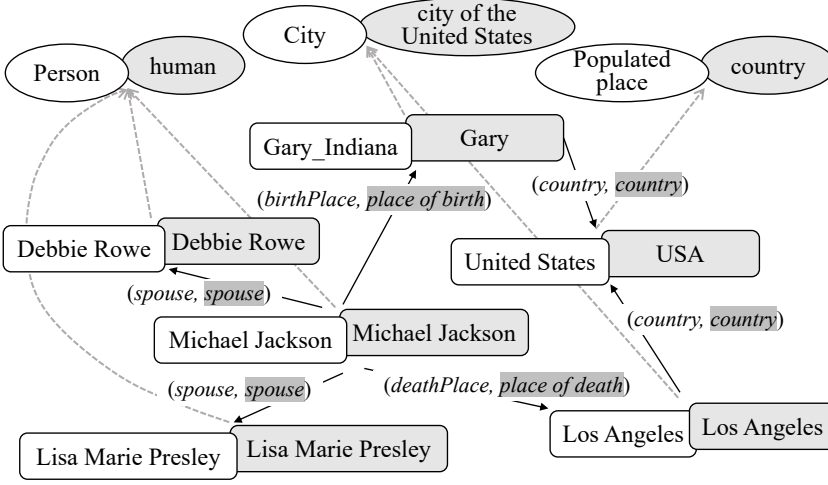 City
city of the
United States
Person
human
Populated
place
country
Gary_Indiana
Gary
(birthPlace, place of birth)
(country, country)
Debbie Rowe
Debbie Rowe
United States
USA
(spouse, spouse)
Michael Jackson
Michael Jackson
(country, country)
(spouse, spouse)
(deathPlace, place of death)
Los Angeles
Los Angeles
Lisa Marie Presley
Lisa Marie Presley